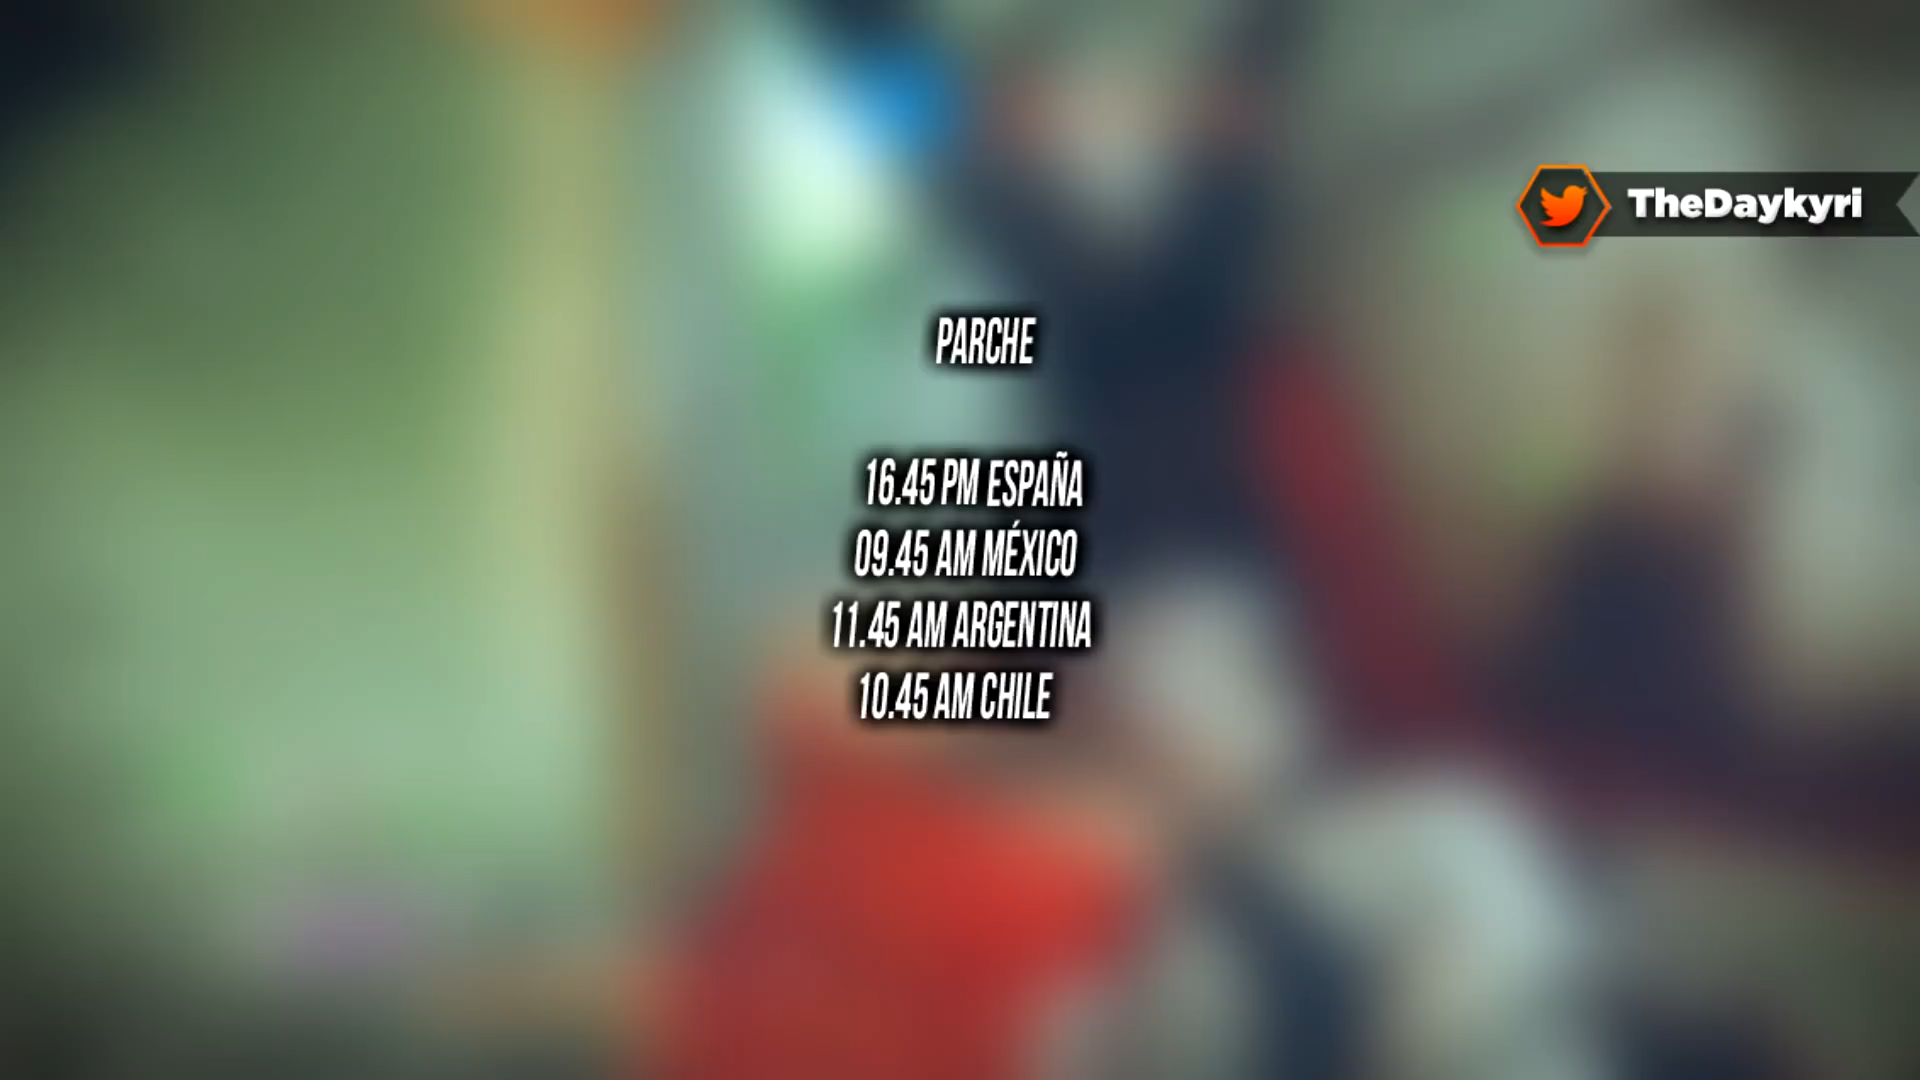 TheDaykyri
PARCHE
16.45 PM ESPAÑA
09.45 AM MÉXICO
11.45 AM ARGENTINA
10.45 AM CHILE